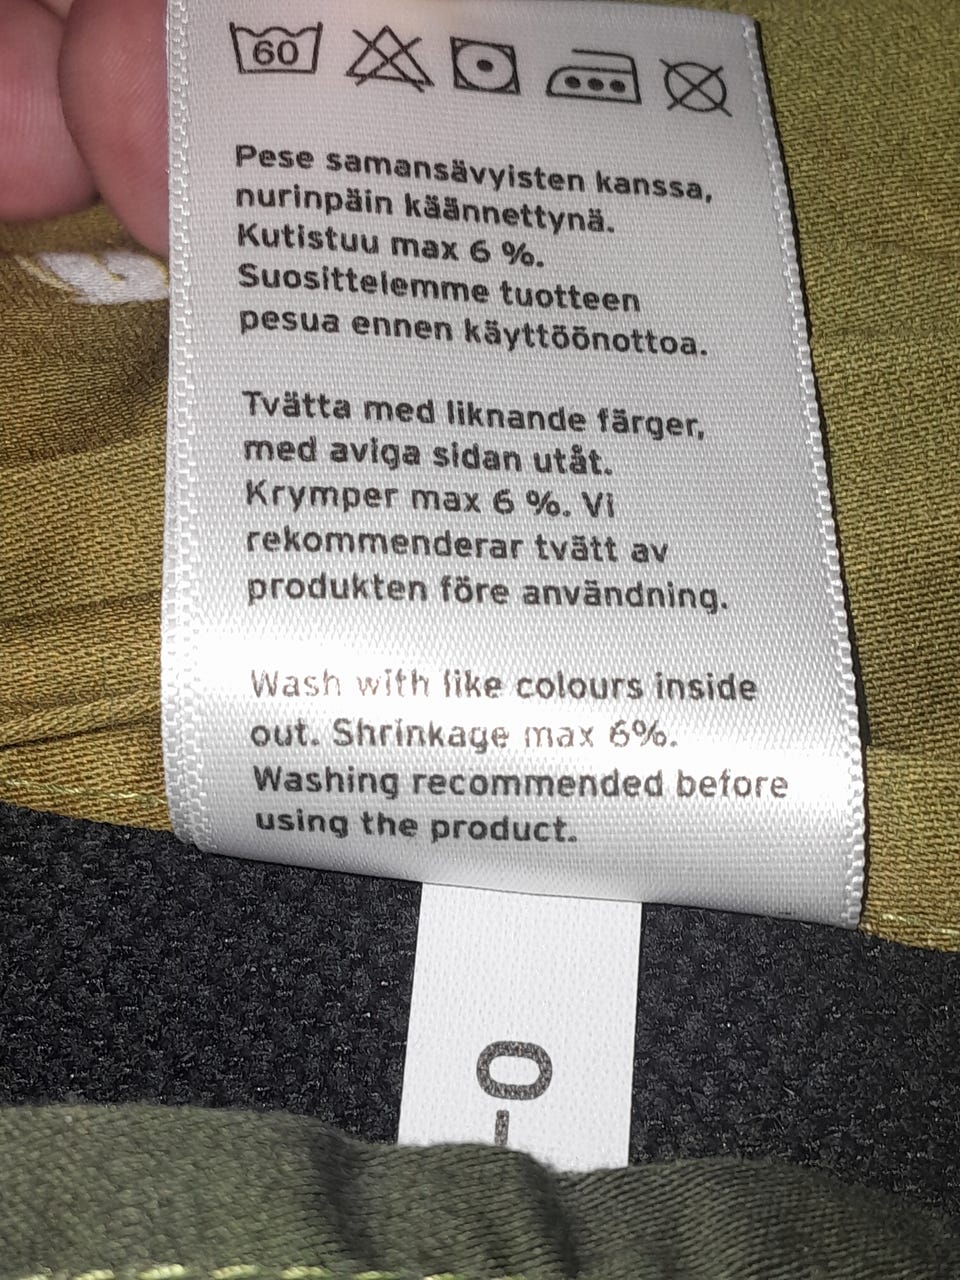 60
Pese samansävyisten kanssa,
nurinpäin käännettynä.
Kutistuu max 6 %.
Suosittelemme tuotteen
pesua ennen käyttöönottoa.
Tvätta med liknande färger,
med aviga sidan utåt.
Krymper max 6 %. Vi
rekommenderar tvätt av
produkten före användning.
Wash with like colours inside
out. Shrinkage max 6%.
Washing recommended before
using the product.